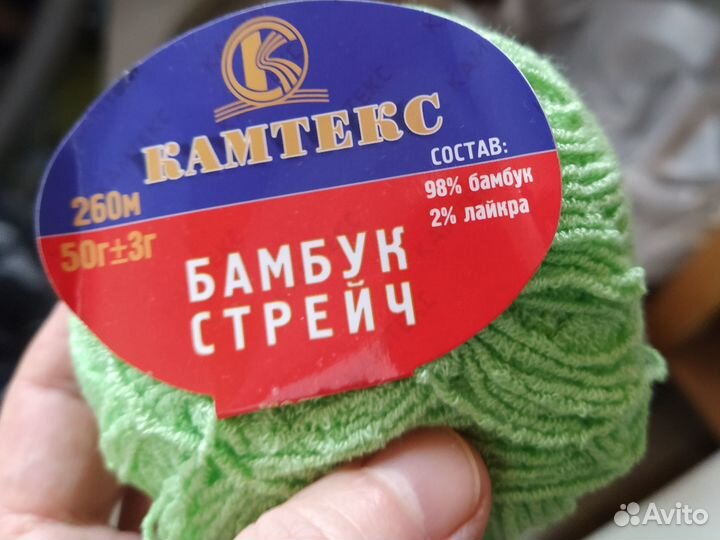 КАМТЕКС
260м
50г±3г
СОСТАВ:
98% бамбук
2% лайкра
БАМБУК
СТРЕЙЧ
Avito